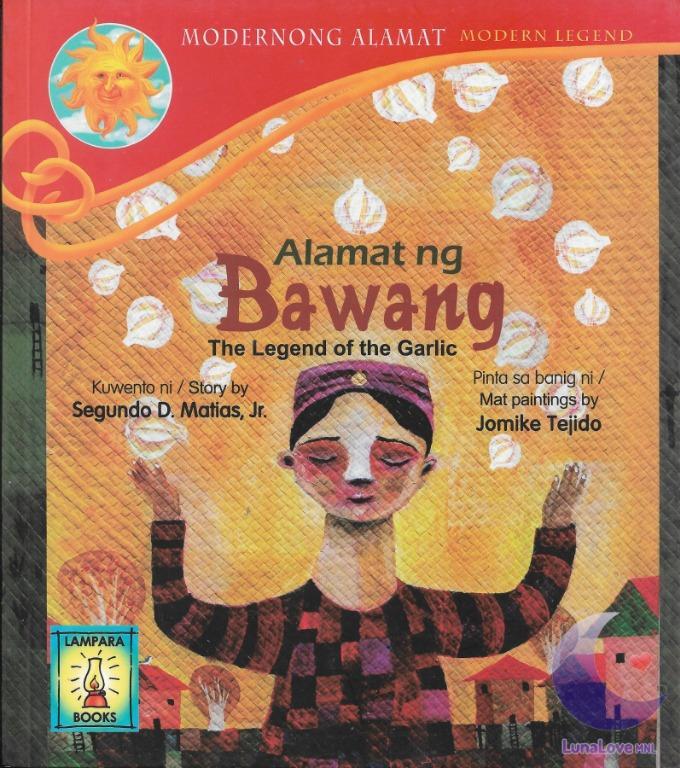 MODERNONG ALAMAT MODERN LEGEND
Alamat ng
Bawang
The Legend of the Garlic
Kuwento ni / Story by
Segundo D. Matias, Jr.
Pinta sa banig ni /
Mat paintings by
Jomike Tejido
LAMPARA
BOOKS
LunaLove MNL